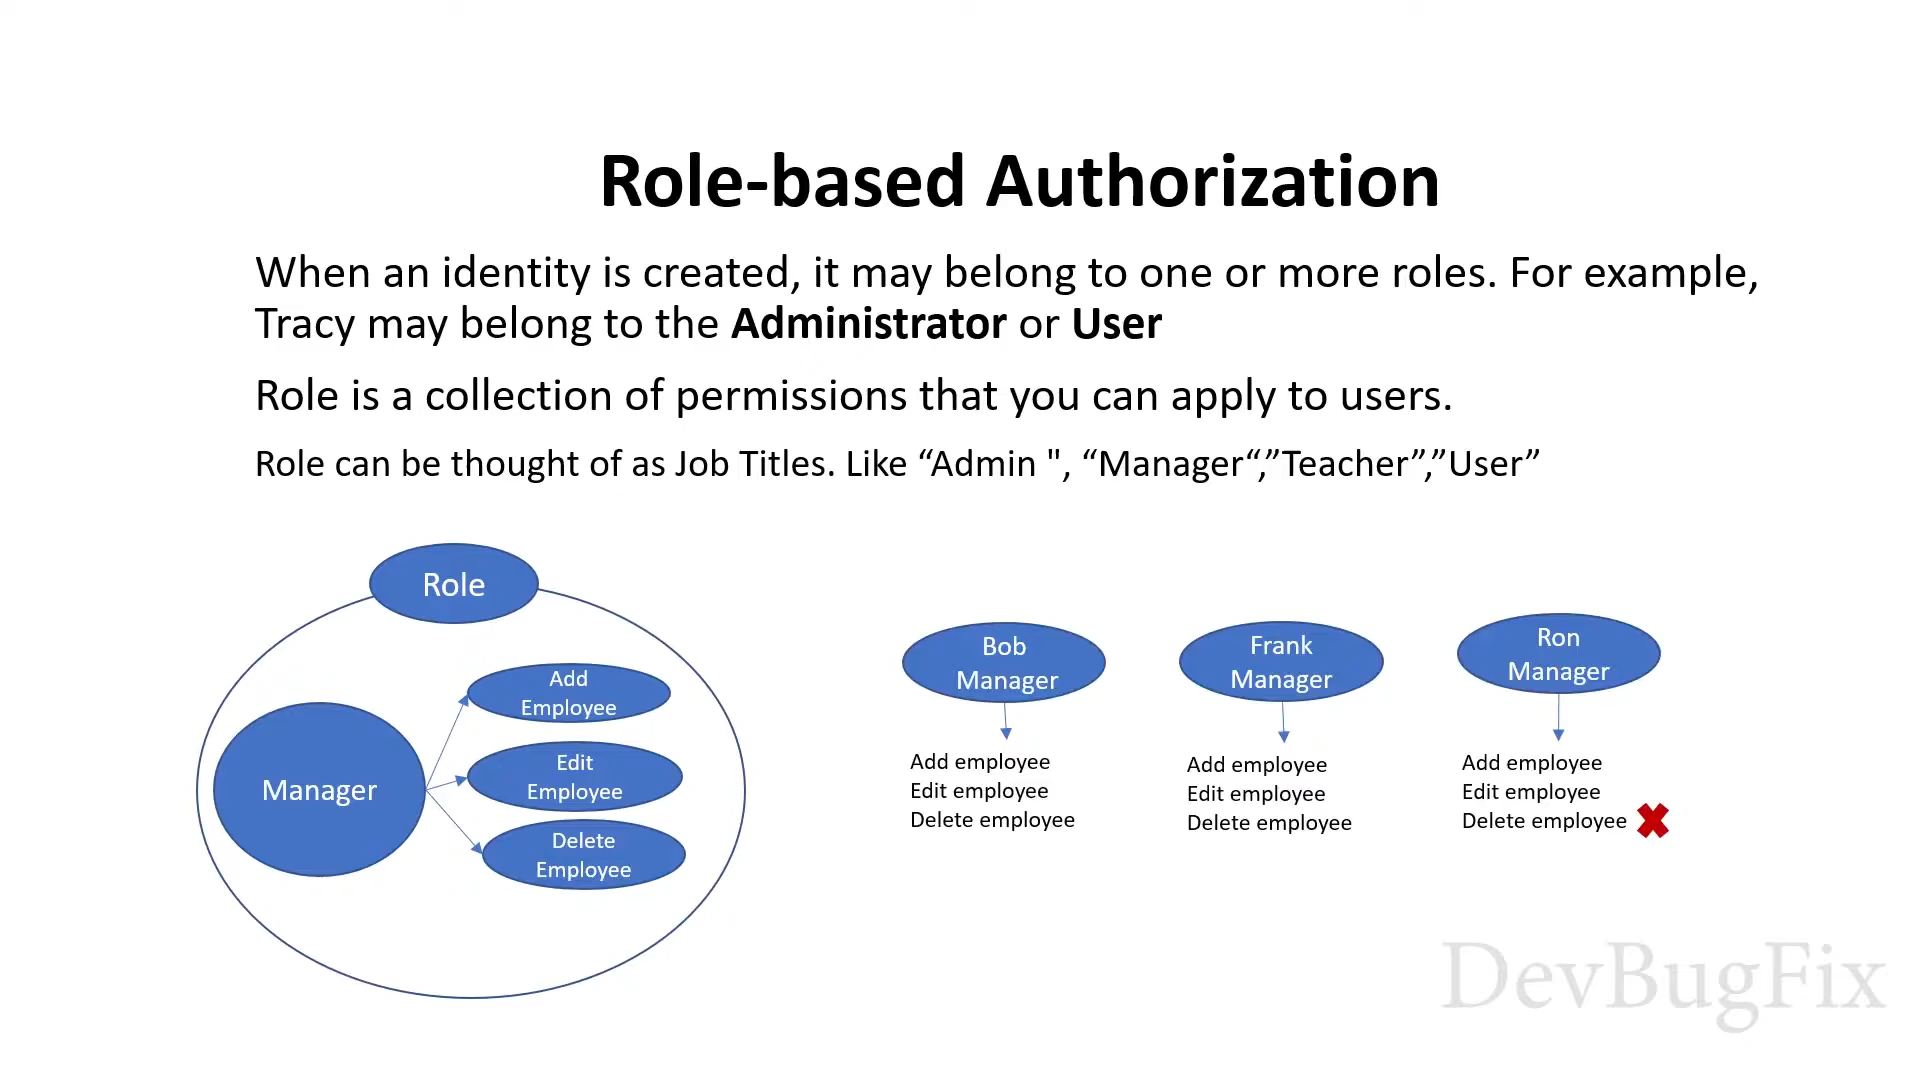 Role-based Authorization
When an identity is created, it may belong to one or more roles. For example,
Tracy may belong to the Administrator or User
Role is a collection of permissions that you can apply to users.
Role can be thought of as Job Titles. Like “Admin ", “Manager“,”Teacher”,”User”
Role
Manager
Add
Employee
Edit
Employee
Delete
Employee
Bob
Manager
Add employee
Edit employee
Delete employee
Frank
Manager
Add employee
Edit employee
Delete employee
Ron
Manager
Add employee
Edit employee
Delete employee
DevBugFix